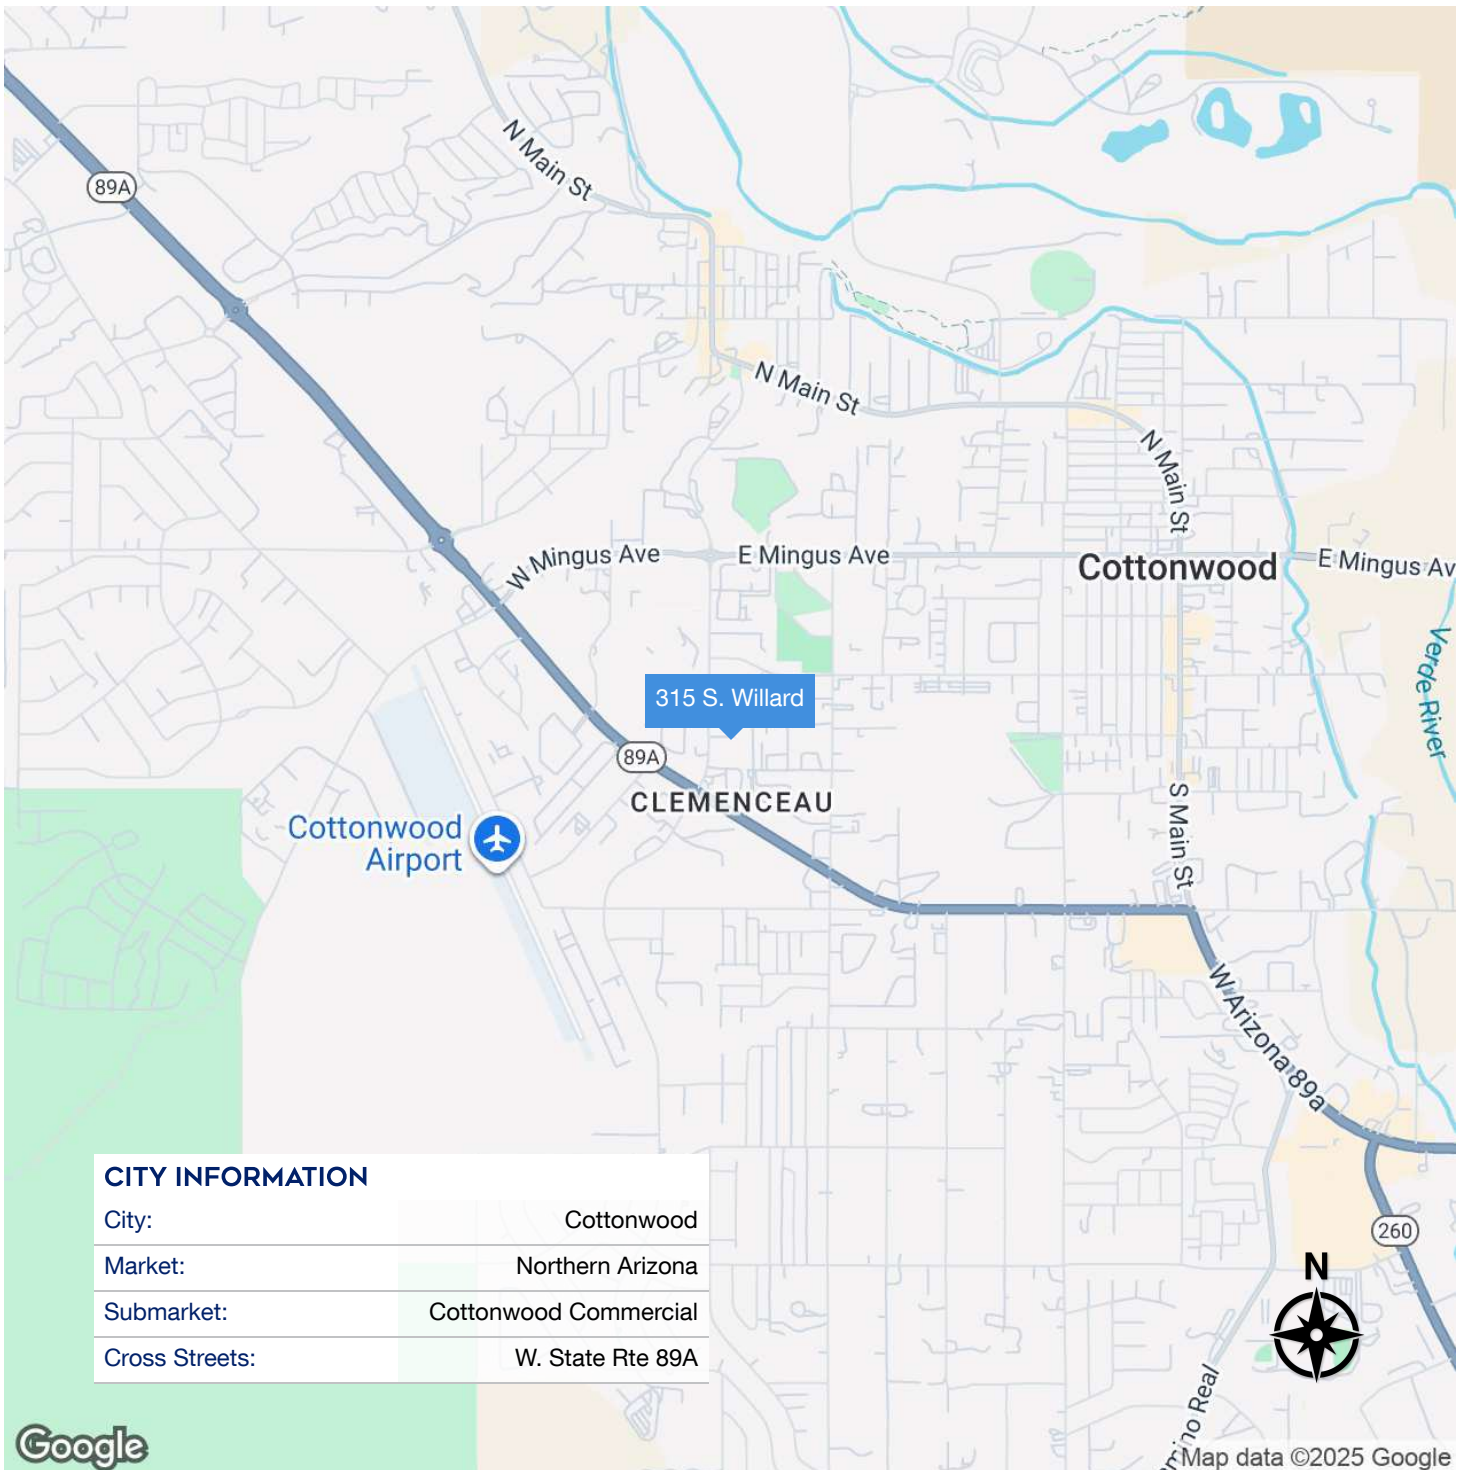 89A
N Main St
N Main St
N Main St
W Mingus Ave
E Mingus Ave
Cottonwood
E Mingus Av
Verde River
315 S. Willard
89A
CLEMENCEAU
Cottonwood
Airport
S Main St
W Arizona 89a
260
CITY INFORMATION
City: Cottonwood
Market: Northern Arizona
Submarket: Cottonwood Commercial
Cross Streets: W. State Rte 89A
N
mino Real
Google
Map data ©2025 Google